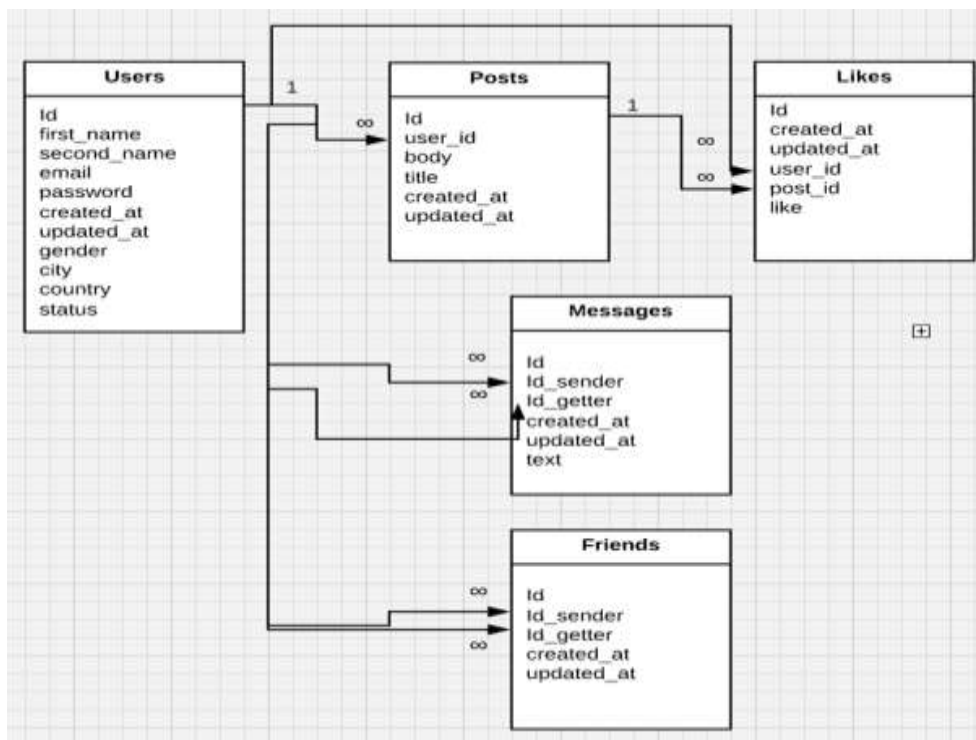 Users
Id
first_name
second_name
email
password
created_at
updated_at
gender
city
country
status
1
∞
Posts
Id
user_id
body
title
created_at
updated_at
1
∞
∞
Likes
Id
created_at
updated_at
user_id
post_id
like
∞
∞
Messages
Id
Id_sender
Id_getter
created_at
updated_at
text
∞
∞
Friends
Id
Id_sender
Id_getter
created_at
updated_at